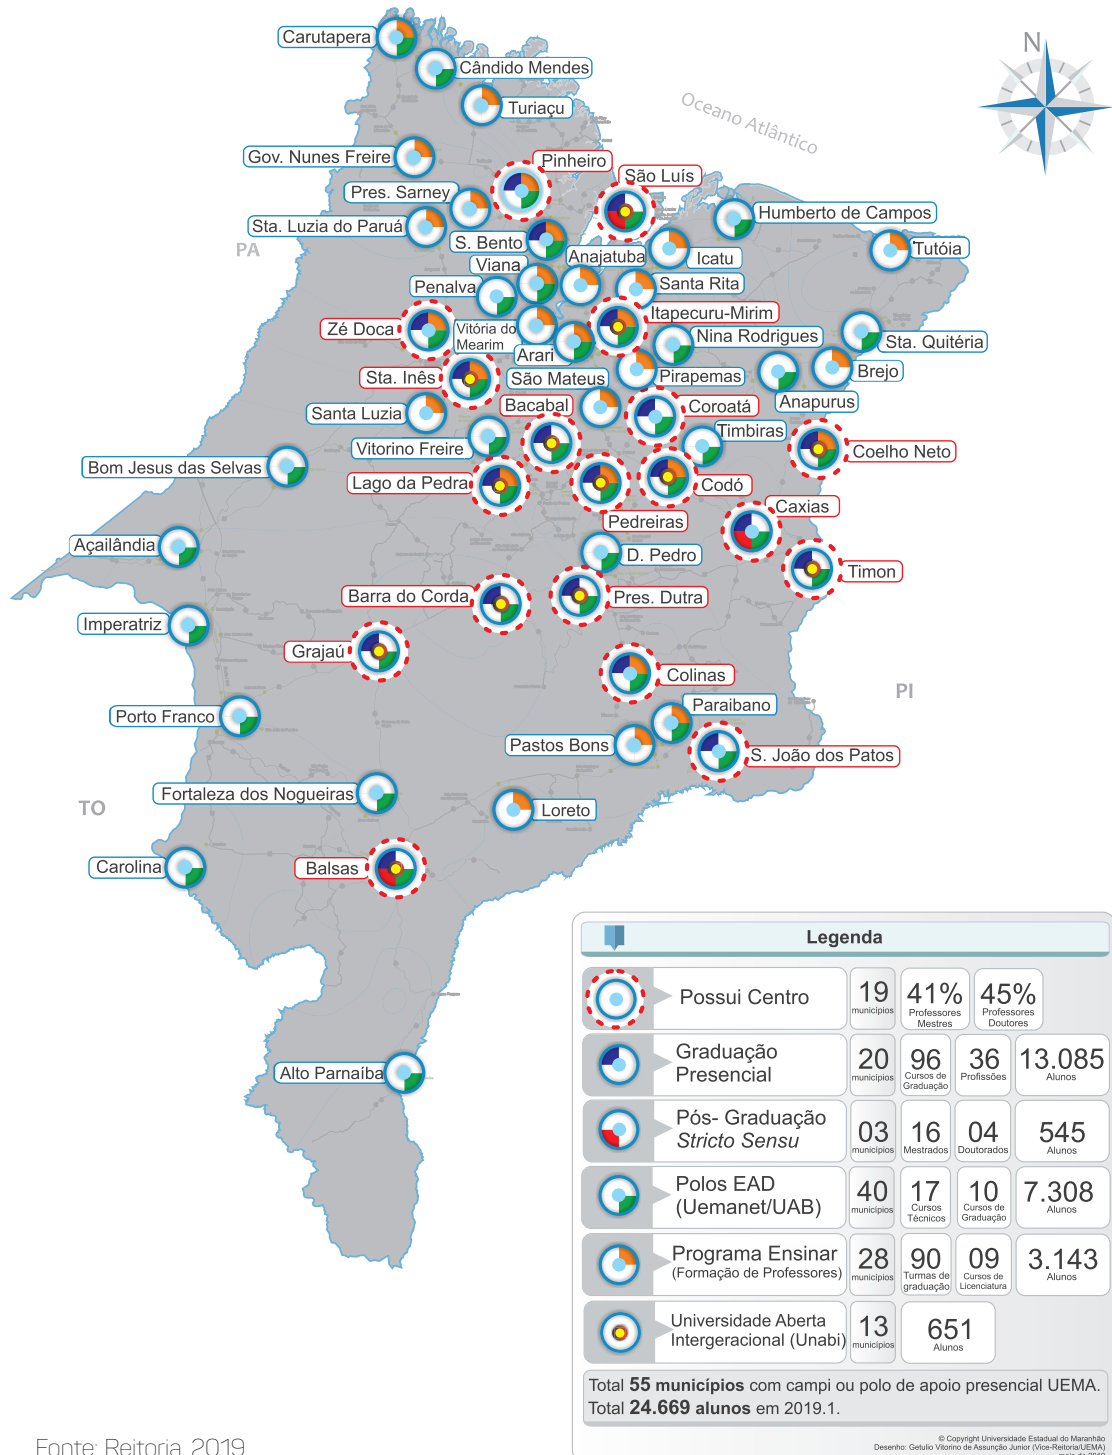 Carutapera
Cândido Mendes
Turiaçu
N
Oceano Atlântico
Gov. Nunes Freire
Pinheiro
São Luís
Pres. Sarney
Humberto de Campos
Sta. Luzia do Paruá
PA
S. Bento
Anajatuba
Icatu
Tutóia
Viana
Penalva
Santa Rita
Itapecuru-Mirim
Zé Doca
Vitória do
Mearim
Arari
Nina Rodrigues
Sta. Quitéria
Sta. Inês
São Mateus
Pirapemas
Brejo
Anapurus
Santa Luzia
Bacabal
Coroatá
Timbiras
Vitorino Freire
Coelho Neto
Bom Jesus das Selvas
Lago da Pedra
Codó
Caxias
Pedreiras
Açailândia
D. Pedro
Timon
Barra do Corda
Pres. Dutra
Imperatriz
Grajaú
Colinas
PI
Porto Franco
Paraibano
Pastos Bons
S. João dos Patos
Fortaleza dos Nogueiras
TO
Loreto
Carolina
Balsas
Alto Parnaíba
Legenda
Possui Centro
19 municípios
41% Professores Mestres
45% Professores Doutores
Graduação
Presencial
20 municípios
96 Cursos de Graduação
36 Profissões
13.085 Alunos
Pós- Graduação
Stricto Sensu
03 municípios
16 Mestrados
04 Doutorados
545 Alunos
Polos EAD
(Uemanet/UAB)
40 municípios
17 Cursos Técnicos
10 Cursos de Graduação
7.308 Alunos
Programa Ensinar
(Formação de Professores)
28 municípios
90 Turmas de graduação
09 Cursos de Licenciatura
3.143 Alunos
Universidade Aberta
Intergeracional (Unabi)
13 municípios
651 Alunos
Total 55 municípios com campi ou polo de apoio presencial UEMA.
Total 24.669 alunos em 2019.1.
© Copyright Universidade Estadual do Maranhão
Desenho: Getulio Vitorino de Assunção Junior (Vice-Reitoria/UEMA)
maio de 2019
Fonte: Reitoria, 2019